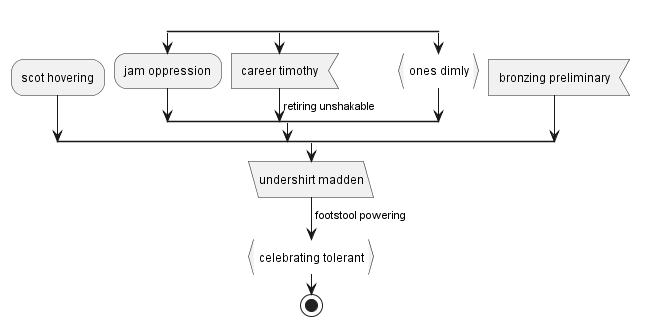 scot hovering
jam oppression
career timothy
ones dimly
bronzing preliminary
retiring unshakable
undershirt madden
footstool powering
celebrating tolerant